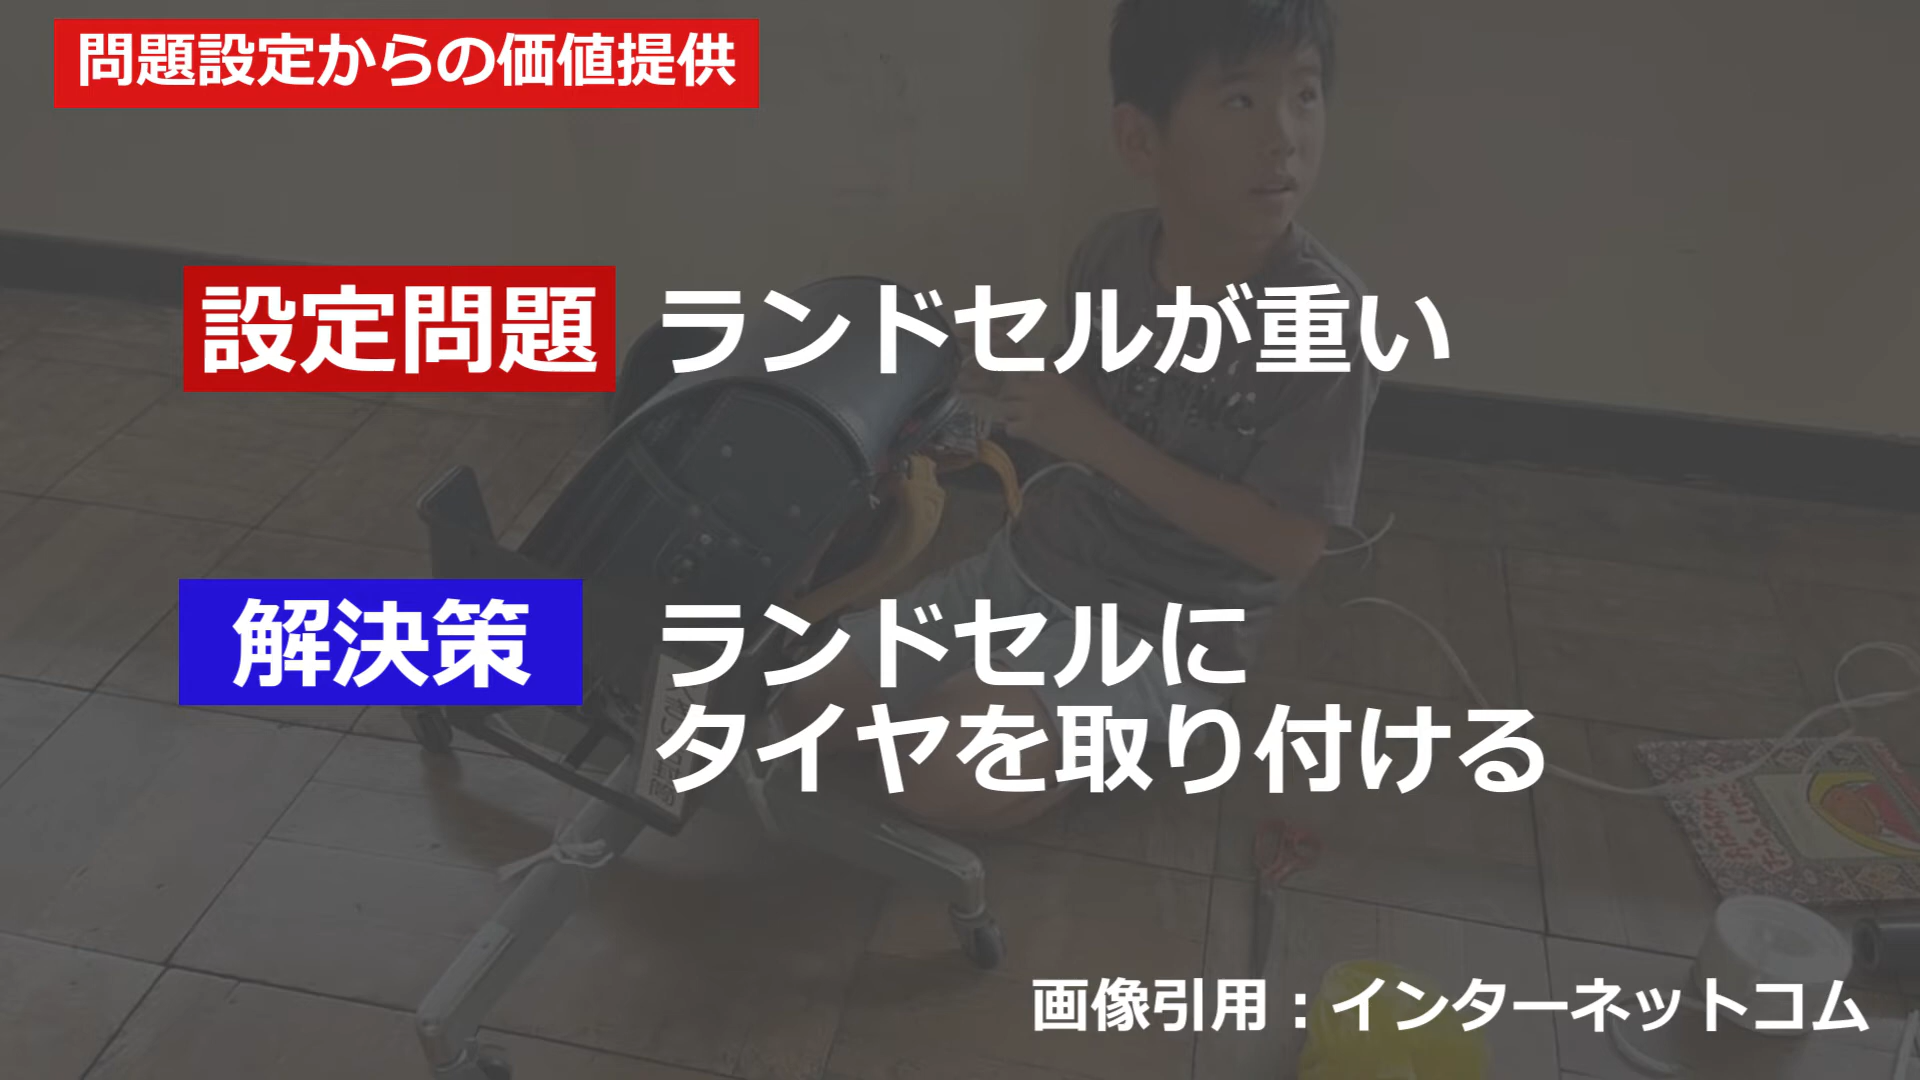 問題設定からの価値提供
設定問題 ランドセルが重い
解決策 ランドセルに
タイヤを取り付ける
画像引用：インターネットコム